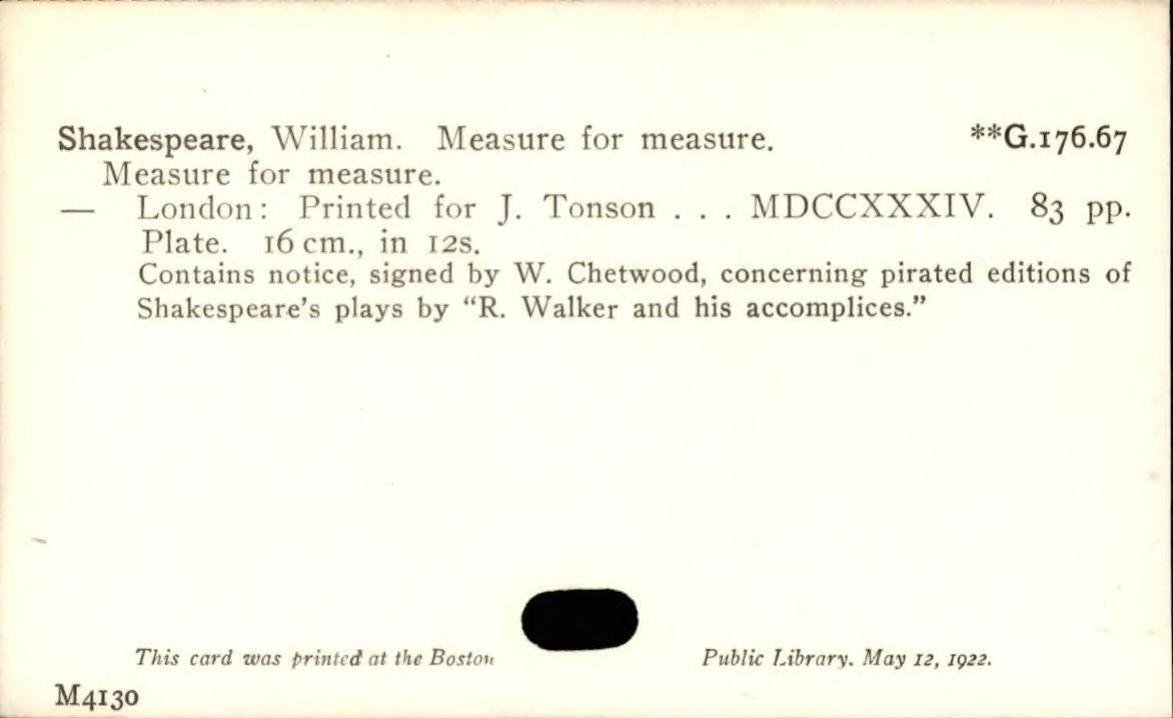 Shakespeare, William. Measure for measure. **G.176.67
Measure for measure.
— London: Printed for J. Tonson . . . MDCCXXXIV. 83 pp.
Plate. 16 cm., in 12s.
Contains notice, signed by W. Chetwood, concerning pirated editions of
Shakespeare's plays by “R. Walker and his accomplices.”
This card was printed at the Boston Public Library. May 12, 1922.
M4130